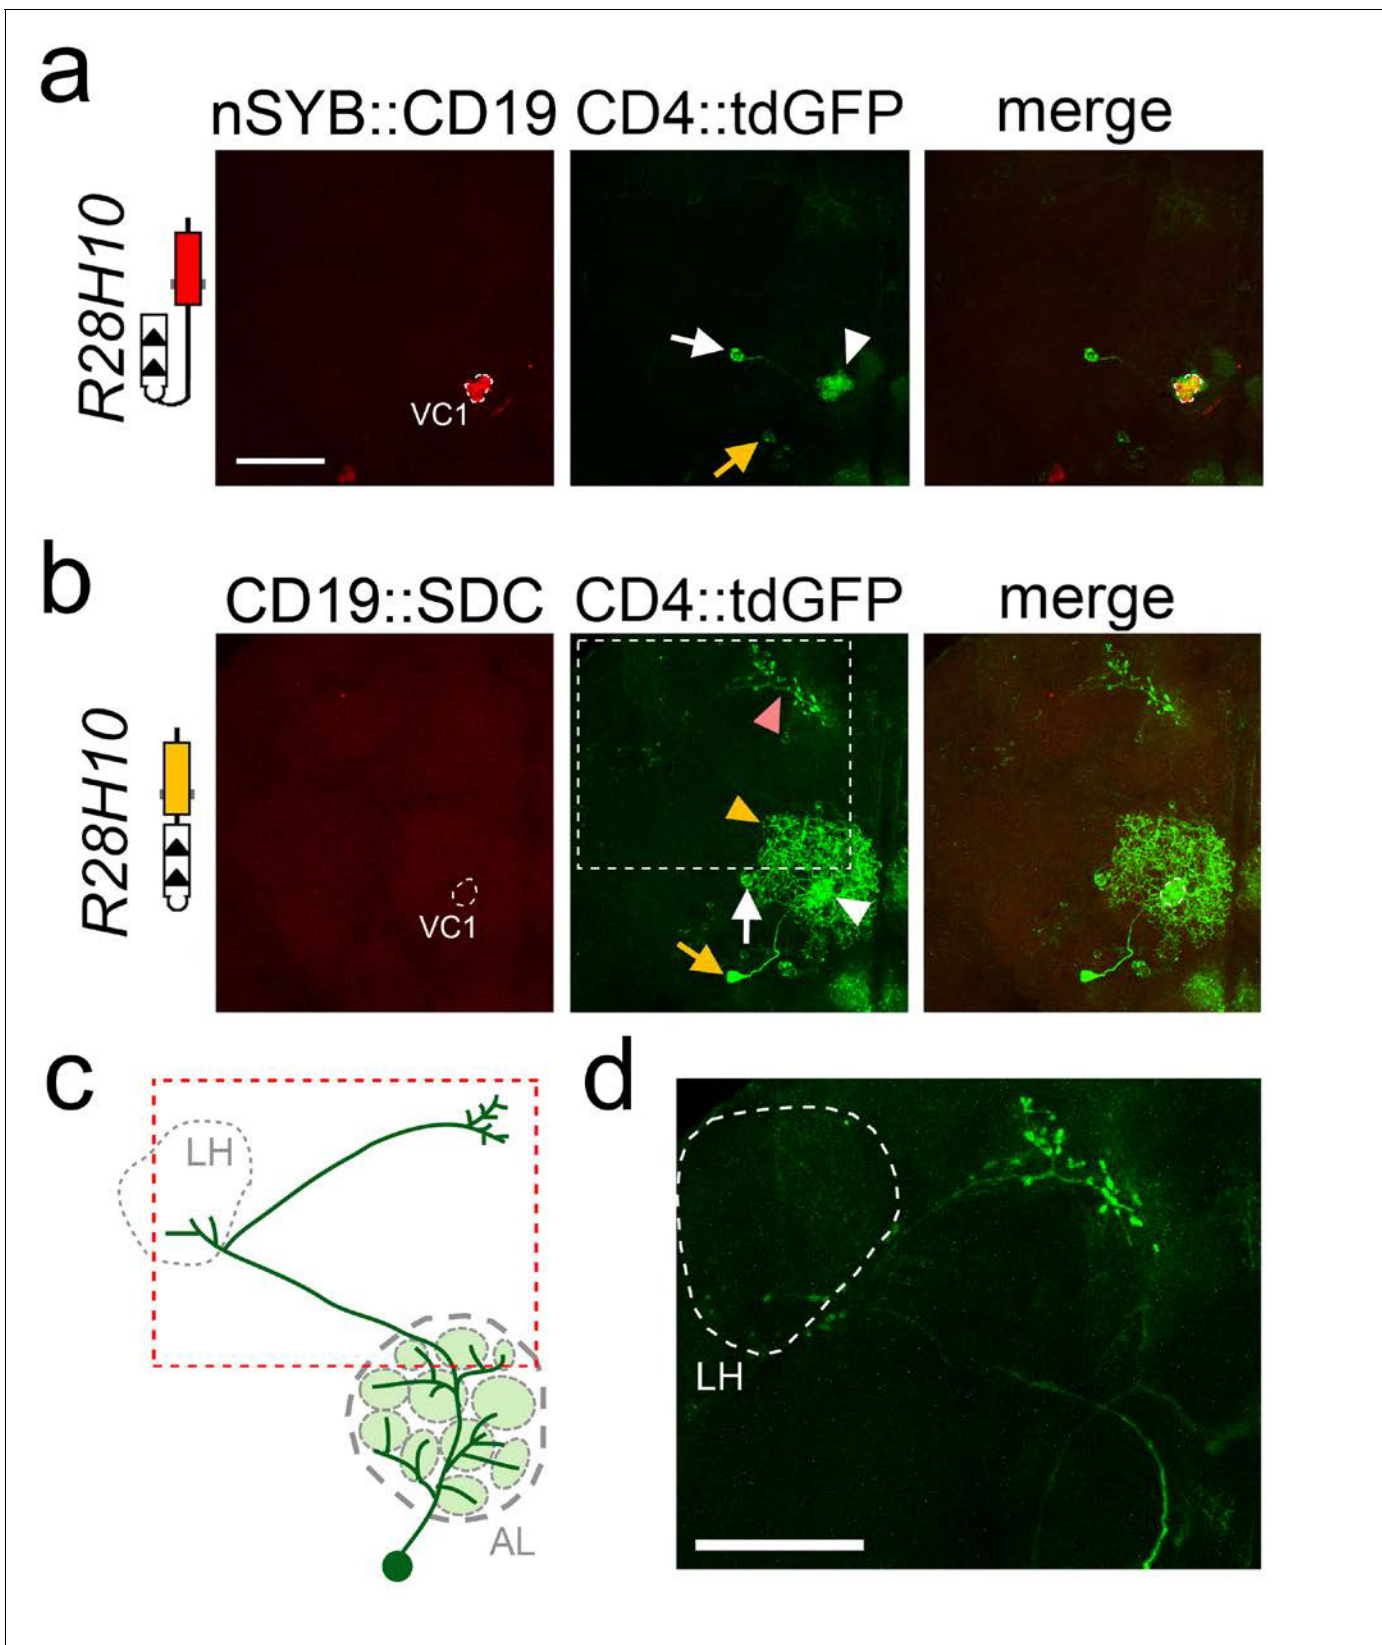 a
nSYB::CD19 CD4::tdGFP merge
R28H10
VC1
b
CD19::SDC CD4::tdGFP merge
R28H10
VC1
c
LH
AL
d
LH